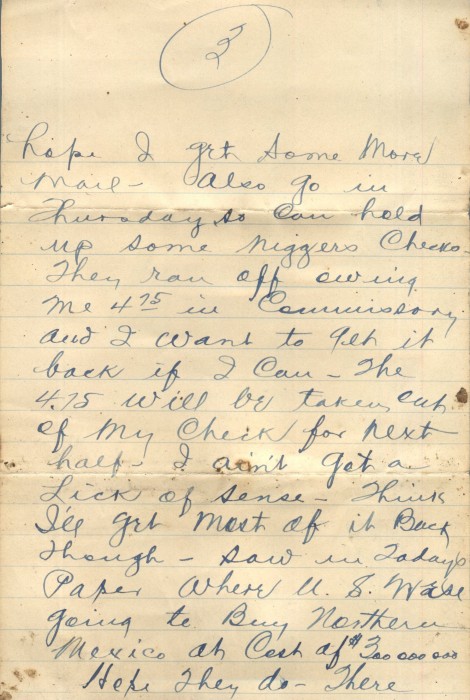 3
hope I get some More
Mail - Also go in
Thursday so can hold
up some niggers Checks -
They ran off owing
Me 4 75 in Commissary
and I want to get it
back if I can - The
4.75 will be taken out
of My Check for next
half - I ain't got a
Lick of sense - Think
I'll get Most of it Back
though - saw in Today's
Paper where U. S. Was
going to Buy Northern
Mexico at Cost of $300 000 000
Hope They do - There